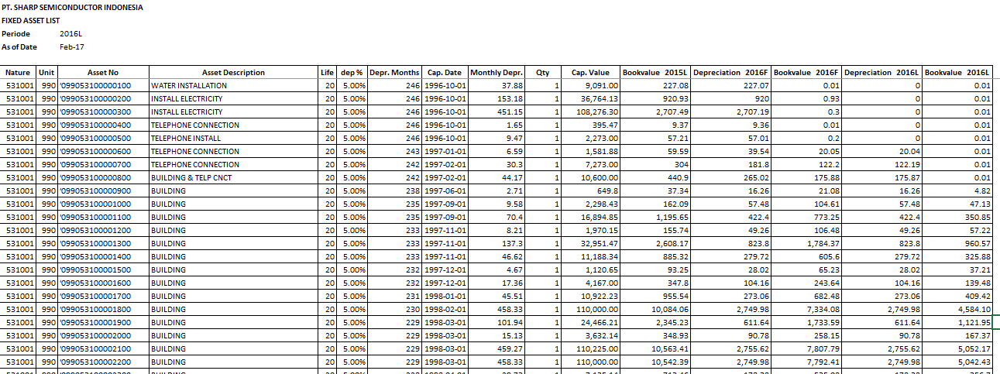 PT. SHARP SEMICONDUCTOR INDONESIA
FIXED ASSET LIST
Periode 2016L
As of Date Feb-17
Nature Unit Asset No Asset Description Life dep % Depr. Months Cap. Date Monthly Depr. Qty Cap. Value Bookvalue 2015L Depreciation 2016F Bookvalue 2016F Depreciation 2016L Bookvalue 2016L
531001 990 '099053100000100 WATER INSTALLATION 20 5.00% 246 1996-10-01 37.88 1 9,091.00 227.08 227.07 0.01 0 0.01
531001 990 '099053100000200 INSTALL ELECTRICITY 20 5.00% 246 1996-10-01 153.18 1 36,764.13 920.93 920 0.93 0 0.01
531001 990 '099053100000300 INSTALL ELECTRICITY 20 5.00% 246 1996-10-01 451.15 1 108,276.30 2,707.49 2,707.19 0.3 0 0.01
531001 990 '099053100000400 TELEPHONE CONNECTION 20 5.00% 246 1996-10-01 1.65 1 395.47 9.37 9.36 0.01 0 0.01
531001 990 '099053100000500 TELEPHONE INSTALL 20 5.00% 246 1996-10-01 9.47 1 2,273.00 57.21 57.01 0.2 0 0.01
531001 990 '099053100000600 TELEPHONE CONNECTION 20 5.00% 243 1997-01-01 6.59 1 1,581.88 59.59 39.54 20.05 20.04 0.01
531001 990 '099053100000700 TELEPHONE CONNECTION 20 5.00% 242 1997-02-01 30.3 1 7,273.00 304 181.8 122.2 122.19 0.01
531001 990 '099053100000800 BUILDING & TELP CNCT 20 5.00% 242 1997-02-01 44.17 1 10,600.00 440.9 265.02 175.88 175.87 0.01
531001 990 '099053100000900 BUILDING 20 5.00% 238 1997-06-01 2.71 1 649.8 37.34 16.26 21.08 16.26 4.82
531001 990 '099053100001000 BUILDING 20 5.00% 235 1997-09-01 9.58 1 2,298.43 162.09 57.48 104.61 57.48 47.13
531001 990 '099053100001100 BUILDING 20 5.00% 235 1997-09-01 70.4 1 16,894.85 1,195.65 422.4 773.25 422.4 350.85
531001 990 '099053100001200 BUILDING 20 5.00% 233 1997-11-01 8.21 1 1,970.15 155.74 49.26 106.48 49.26 57.22
531001 990 '099053100001300 BUILDING 20 5.00% 233 1997-11-01 137.3 1 32,951.47 2,608.17 823.8 1,784.37 823.8 960.57
531001 990 '099053100001400 BUILDING 20 5.00% 233 1997-11-01 46.62 1 11,188.34 885.32 279.72 605.6 279.72 325.88
531001 990 '099053100001500 BUILDING 20 5.00% 232 1997-12-01 4.67 1 1,120.65 93.25 28.02 65.23 28.02 37.21
531001 990 '099053100001600 BUILDING 20 5.00% 232 1997-12-01 17.36 1 4,167.00 347.8 104.16 243.64 104.16 139.48
531001 990 '099053100001700 BUILDING 20 5.00% 231 1998-01-01 45.51 1 10,922.23 955.54 273.06 682.48 273.06 409.42
531001 990 '099053100001800 BUILDING 20 5.00% 230 1998-02-01 458.33 1 110,000.00 10,084.06 2,749.98 7,334.08 2,749.98 4,584.10
531001 990 '099053100001900 BUILDING 20 5.00% 229 1998-03-01 101.94 1 24,466.21 2,345.23 611.64 1,733.59 611.64 1,121.95
531001 990 '099053100002000 BUILDING 20 5.00% 229 1998-03-01 15.13 1 3,632.14 348.93 90.78 258.15 90.78 167.37
531001 990 '099053100002100 BUILDING 20 5.00% 229 1998-03-01 459.27 1 110,225.00 10,563.41 2,755.62 7,807.79 2,755.62 5,052.17
531001 990 '099053100002200 BUILDING 20 5.00% 229 1998-03-01 458.33 1 110,000.00 10,542.39 2,749.98 7,792.41 2,749.98 5,042.43